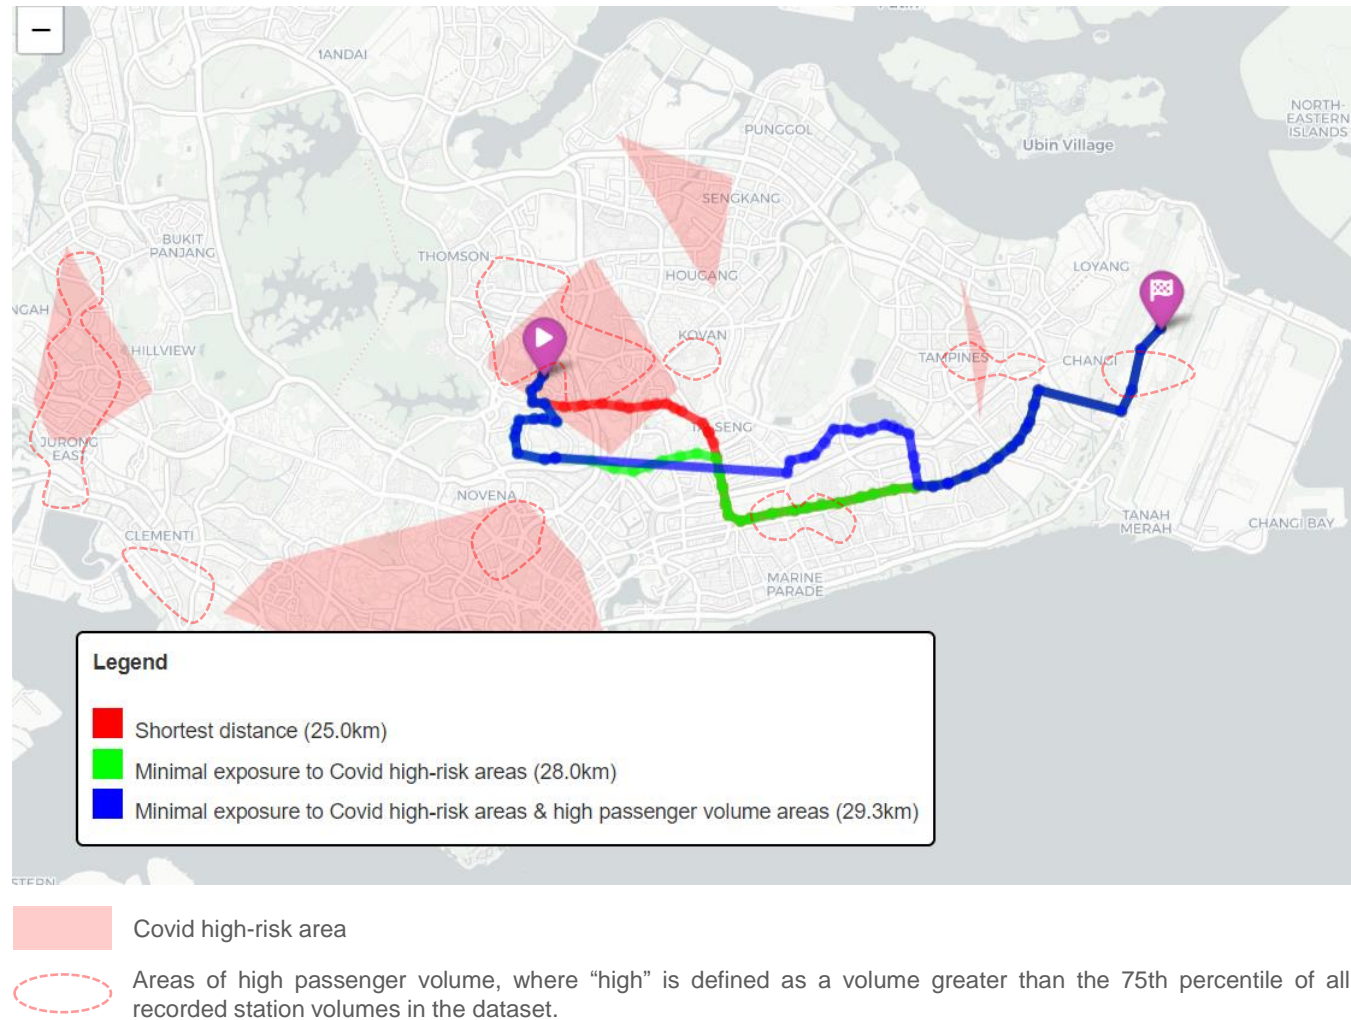 −
1ANDAI
PUNGGOL
Ubin Village
NORTH-
EASTERN
ISLANDS
SENGKANG
BUKIT
PANJANG
THOMSON
HOUGANG
LOYANG
NGAH
KOVAN
HILLVIEW
TAMPINES
CHANGI
SENG
JURONG
EAST
NOVENA
TANAH
MERAH
CHANGI BAY
CLEMENTI
MARINE
PARADE
Legend
Shortest distance (25.0km)
Minimal exposure to Covid high-risk areas (28.0km)
Minimal exposure to Covid high-risk areas & high passenger volume areas (29.3km)
STERN
Covid high-risk area
Areas of high passenger volume, where “high” is defined as a volume greater than the 75th percentile of all
recorded station volumes in the dataset.